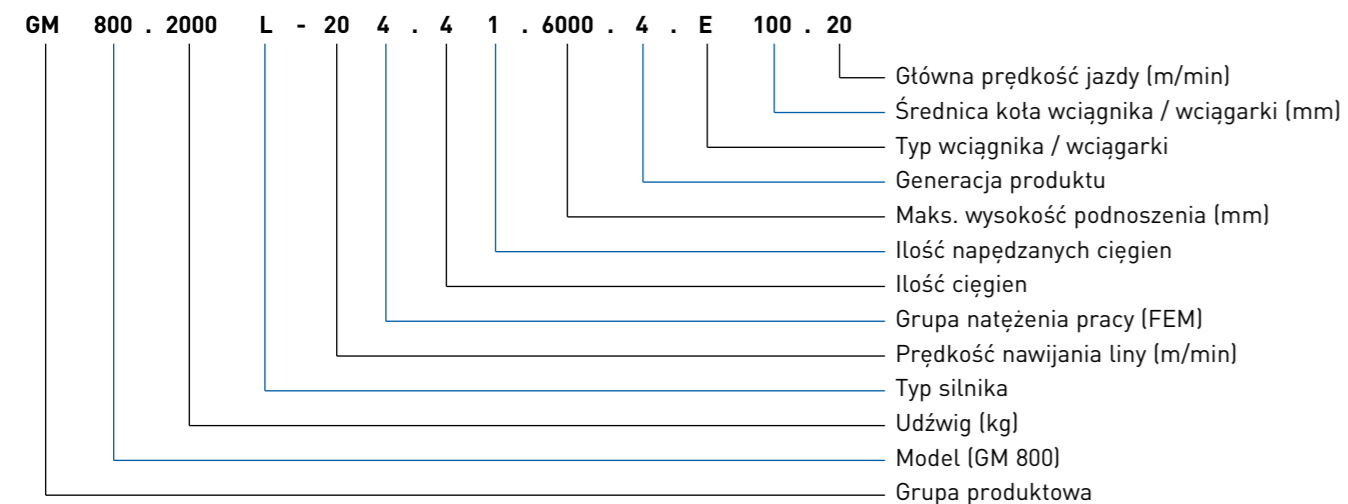 GM 800 . 2000 L - 20 4 . 4 1 . 6000 . 4 . E 100 . 20
Główna prędkość jazdy (m/min)
Średnica koła wciągnika / wciągarki (mm)
Typ wciągnika / wciągarki
Generacja produktu
Maks. wysokość podnoszenia (mm)
Ilość napędzanych cięgien
Ilość cięgien
Grupa natężenia pracy (FEM)
Prędkość nawijania liny (m/min)
Typ silnika
Udźwig (kg)
Model (GM 800)
Grupa produktowa